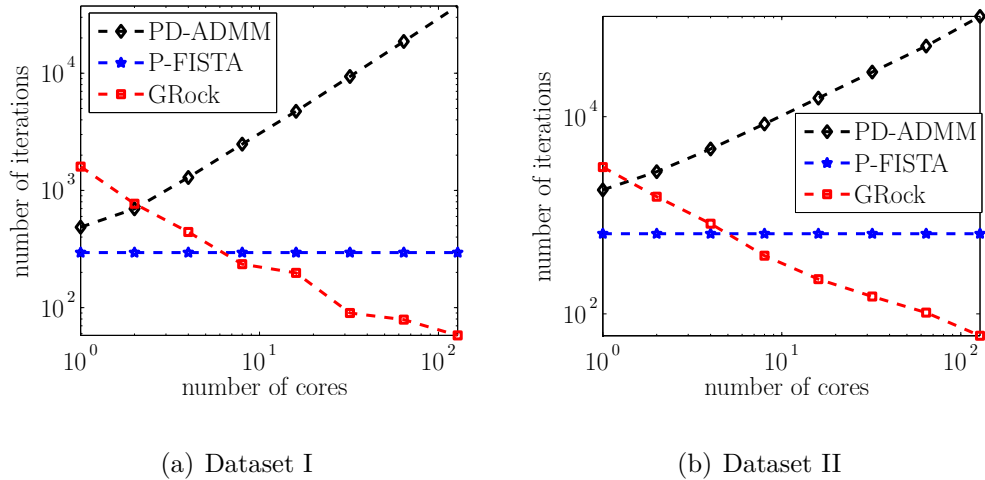 PD-ADMM
P-FISTA
GRock
10^4
10^3
10^2
number of iterations
10^0
10^1
10^2
number of cores
(a) Dataset I
PD-ADMM
P-FISTA
GRock
10^4
10^2
number of iterations
10^0
10^1
10^2
number of cores
(b) Dataset II